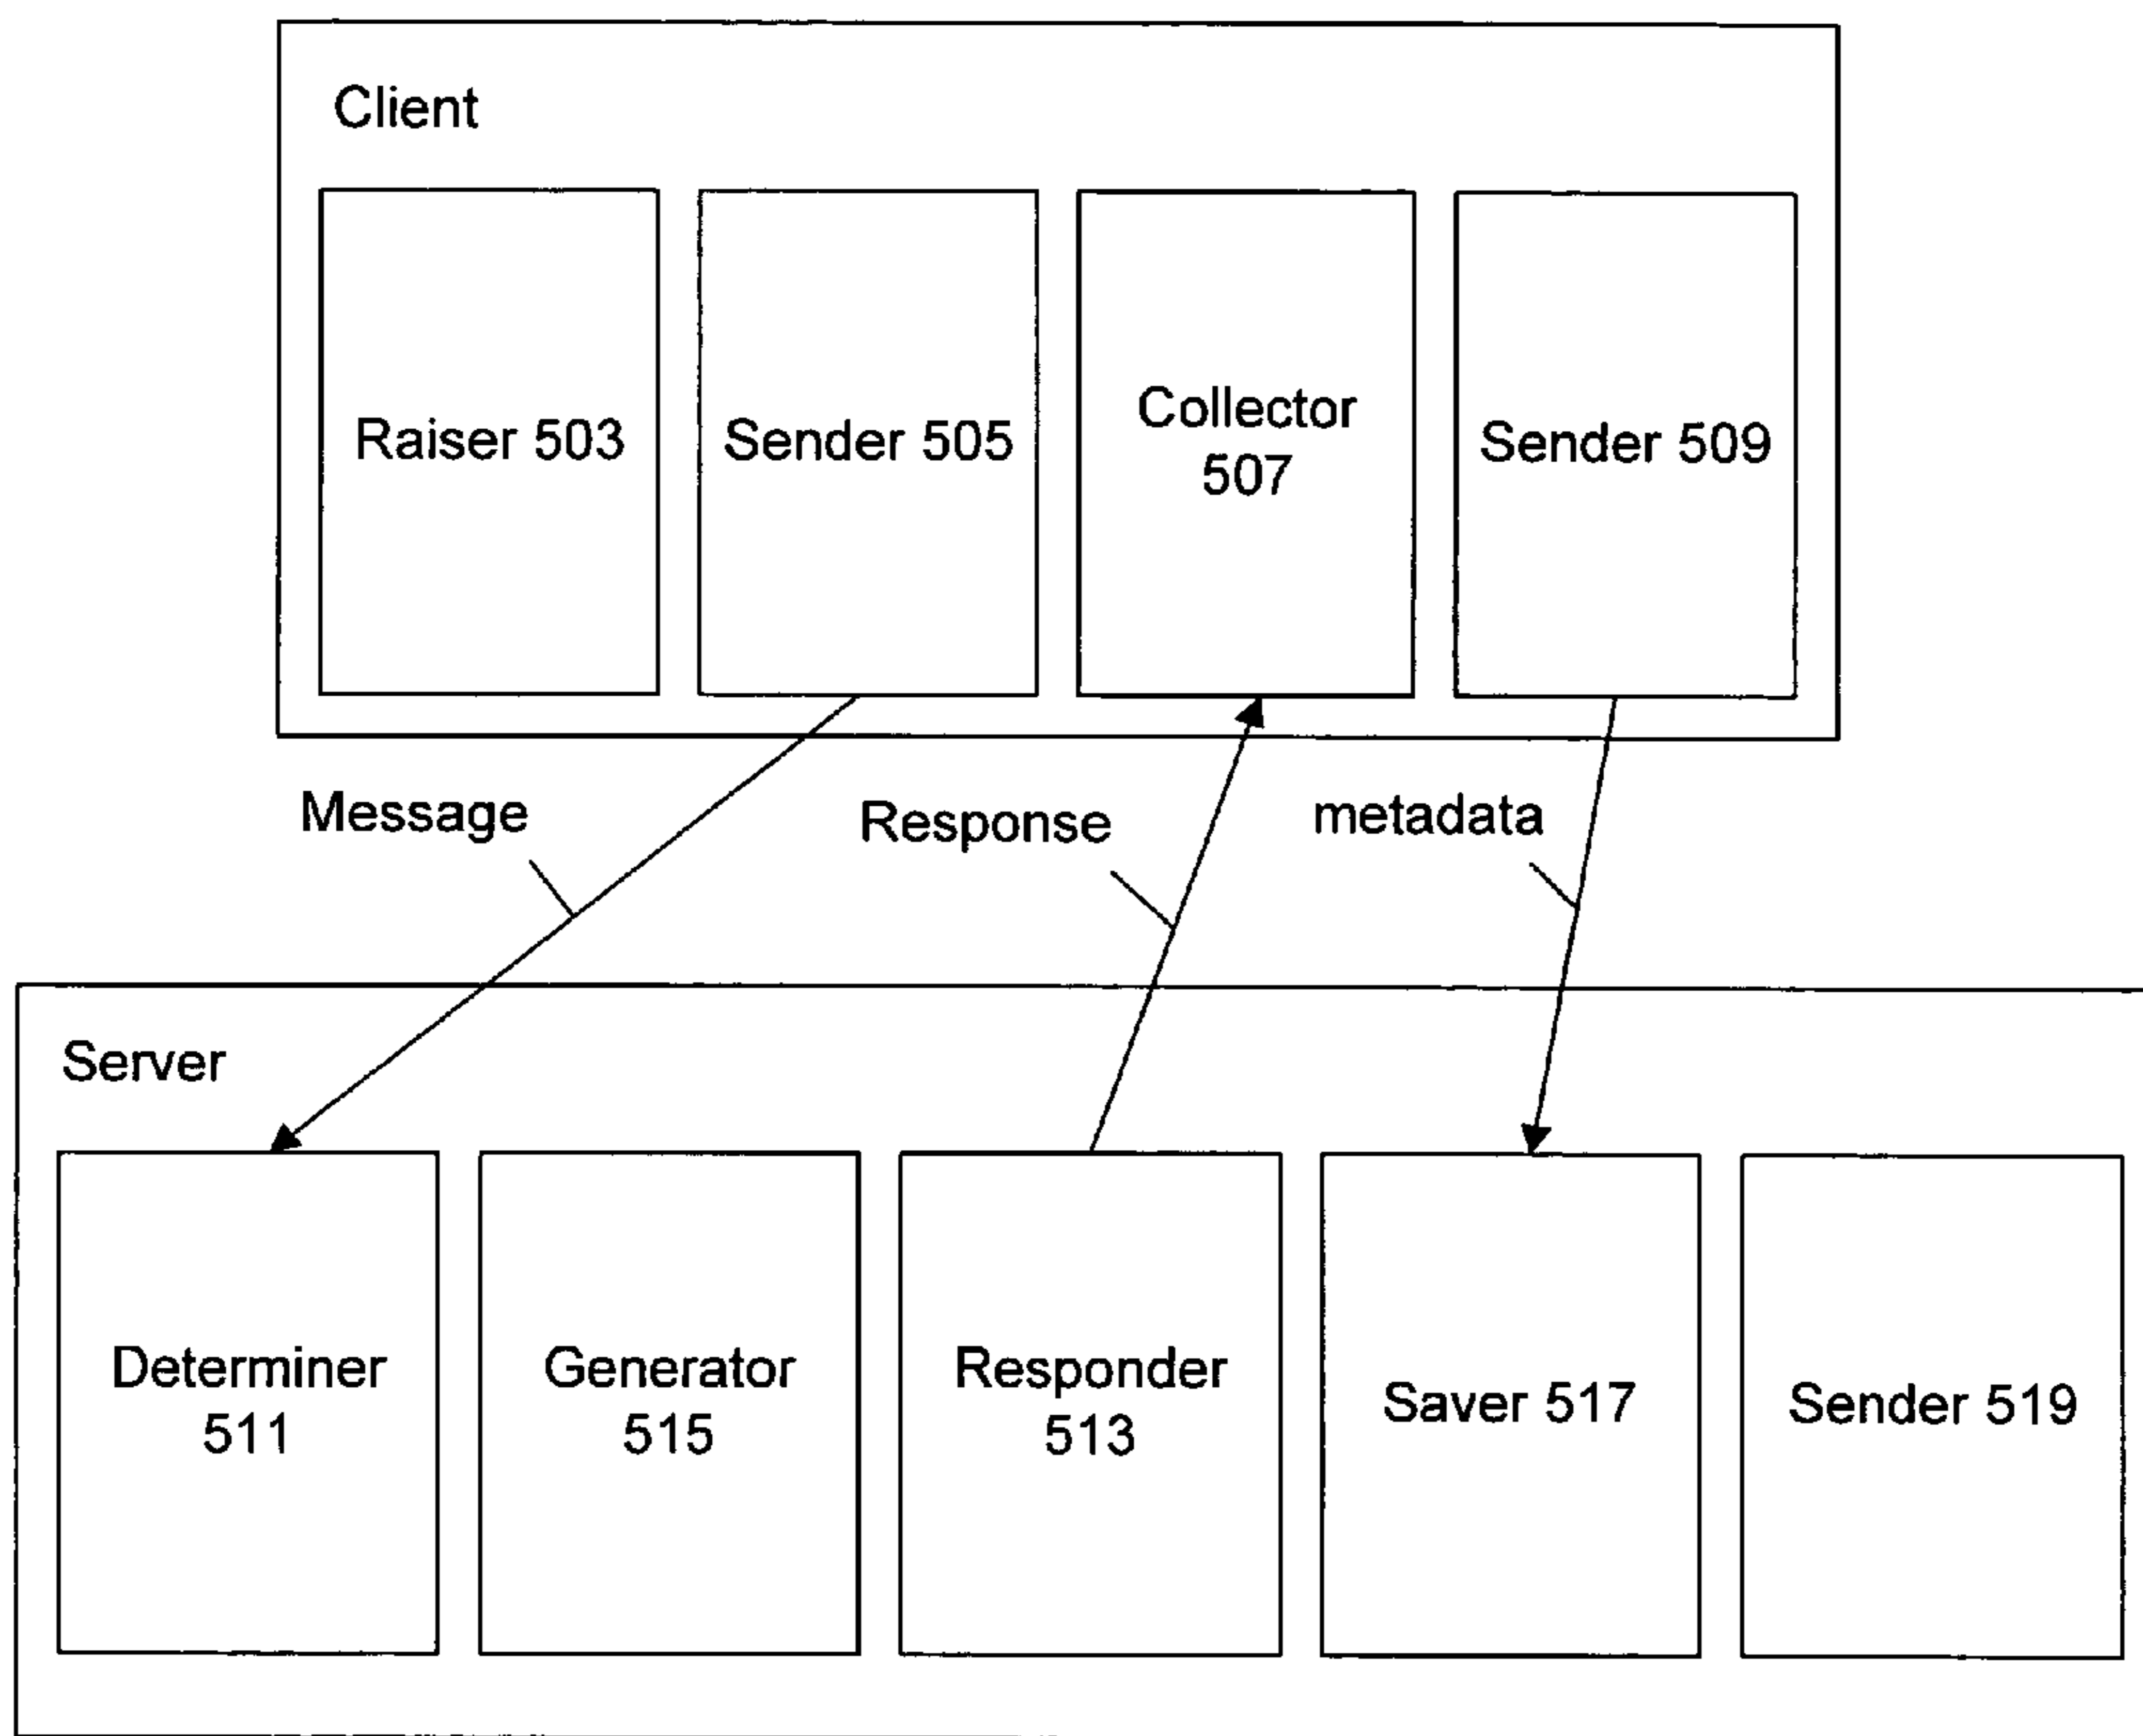 Client
Raiser 503
Sender 505
Collector
507
Sender 509
Message
Response
metadata
Server
Determiner
511
Generator
515
Responder
513
Saver 517
Sender 519